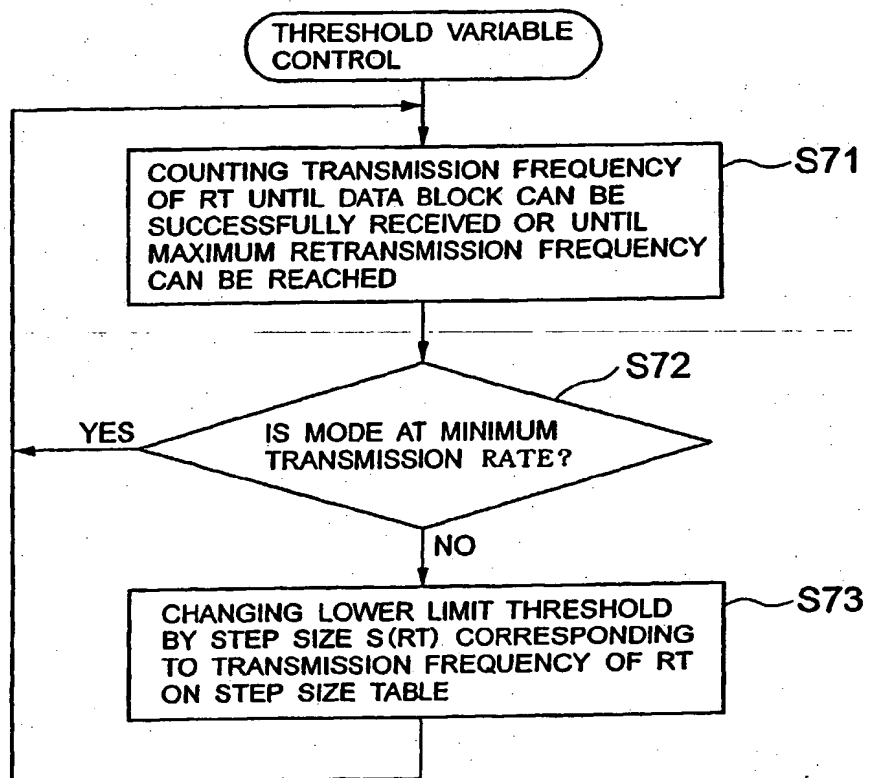 THRESHOLD VARIABLE
CONTROL
S71
COUNTING TRANSMISSION FREQUENCY
OF RT UNTIL DATA BLOCK CAN BE
SUCCESSFULLY RECEIVED OR UNTIL
MAXIMUM RETRANSMISSION FREQUENCY
CAN BE REACHED
S72
YES
IS MODE AT MINIMUM
TRANSMISSION RATE?
NO
S73
CHANGING LOWER LIMIT THRESHOLD
BY STEP SIZE S(RT) CORRESPONDING
TO TRANSMISSION FREQUENCY OF RT
ON STEP SIZE TABLE